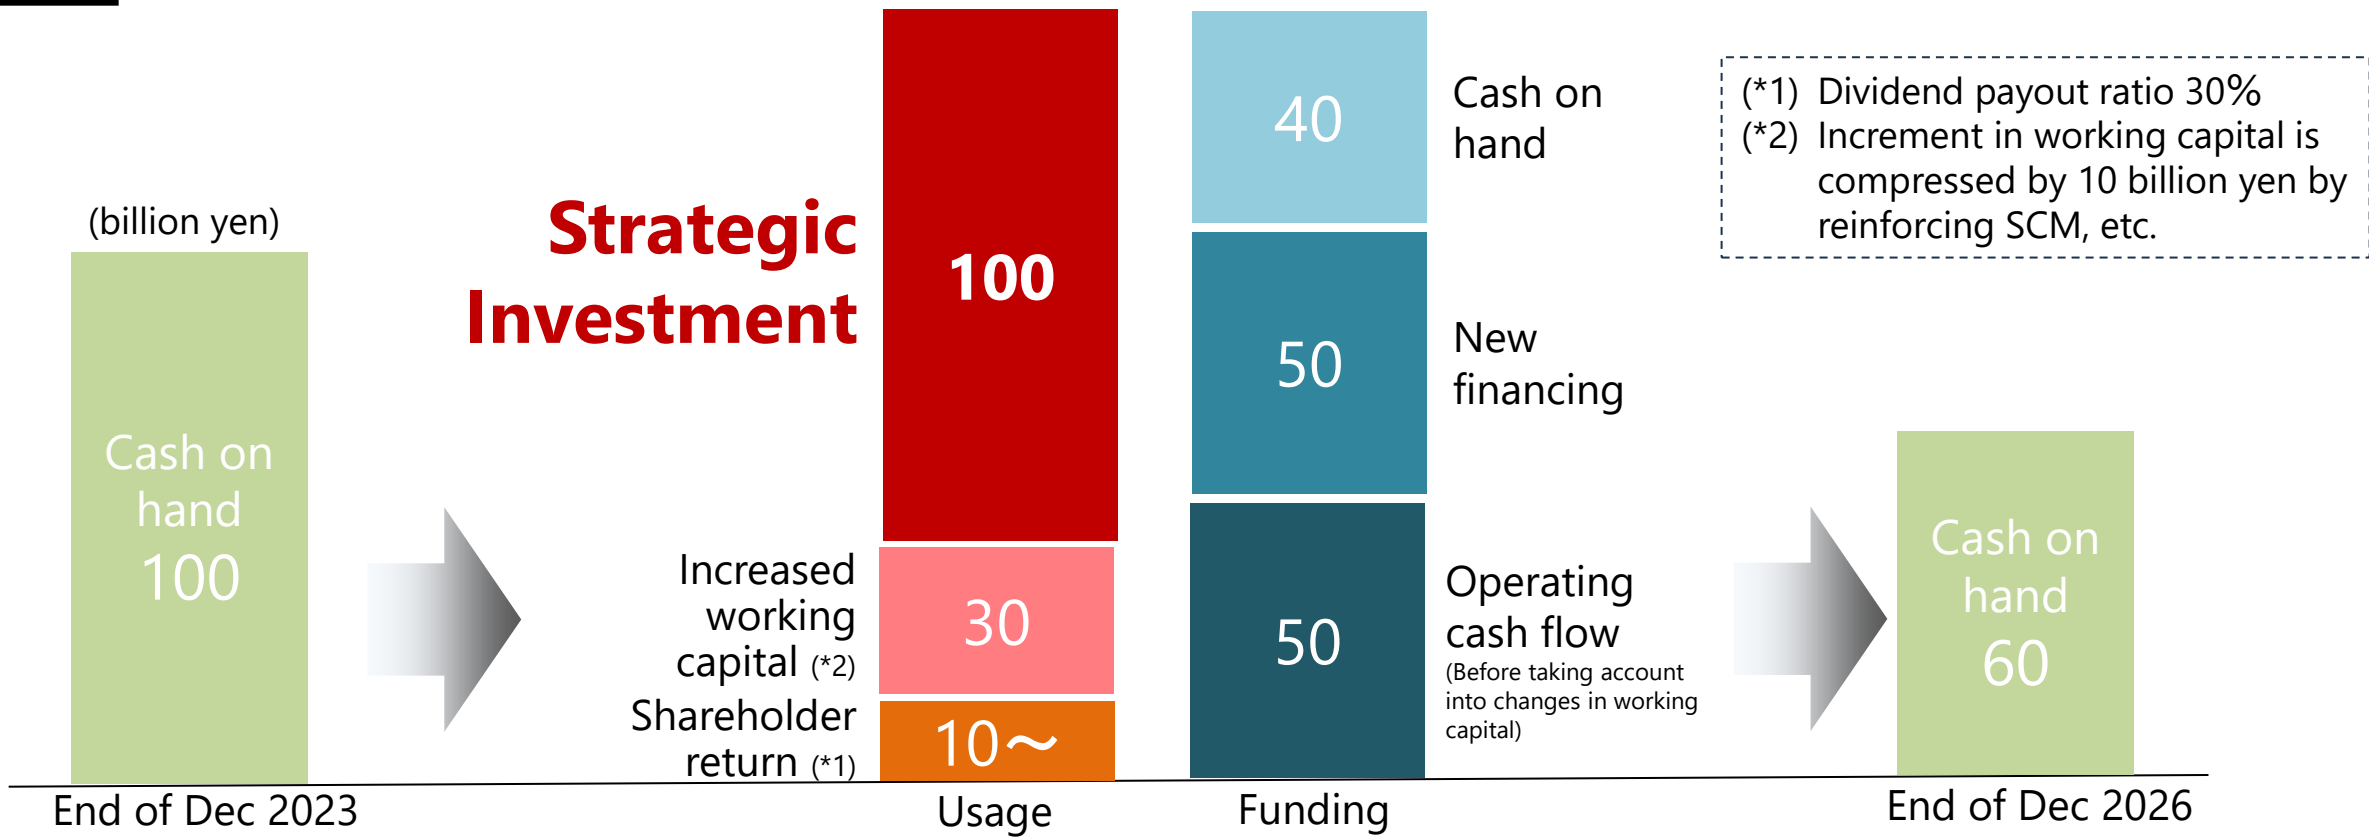 (billion yen)
Cash on
hand
100
End of Dec 2023
Strategic
Investment
100
Increased
working
capital (*2)
30
Shareholder
return (*1)
10～
Usage
40
Cash on
hand
50
New
financing
50
Operating
cash flow
(Before taking account
into changes in working
capital)
Funding
(*1) Dividend payout ratio 30%
(*2) Increment in working capital is
compressed by 10 billion yen by
reinforcing SCM, etc.
Cash on
hand
60
End of Dec 2026